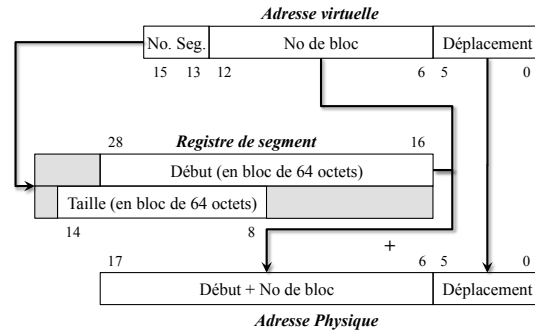 Adresse virtuelle
No. Seg. No de bloc Déplacement
15 13 12 6 5 0
28 Registre de segment 16
Début (en bloc de 64 octets)
Taille (en bloc de 64 octets)
14 8
+
17 6 5 0
Début + No de bloc Déplacement
Adresse Physique